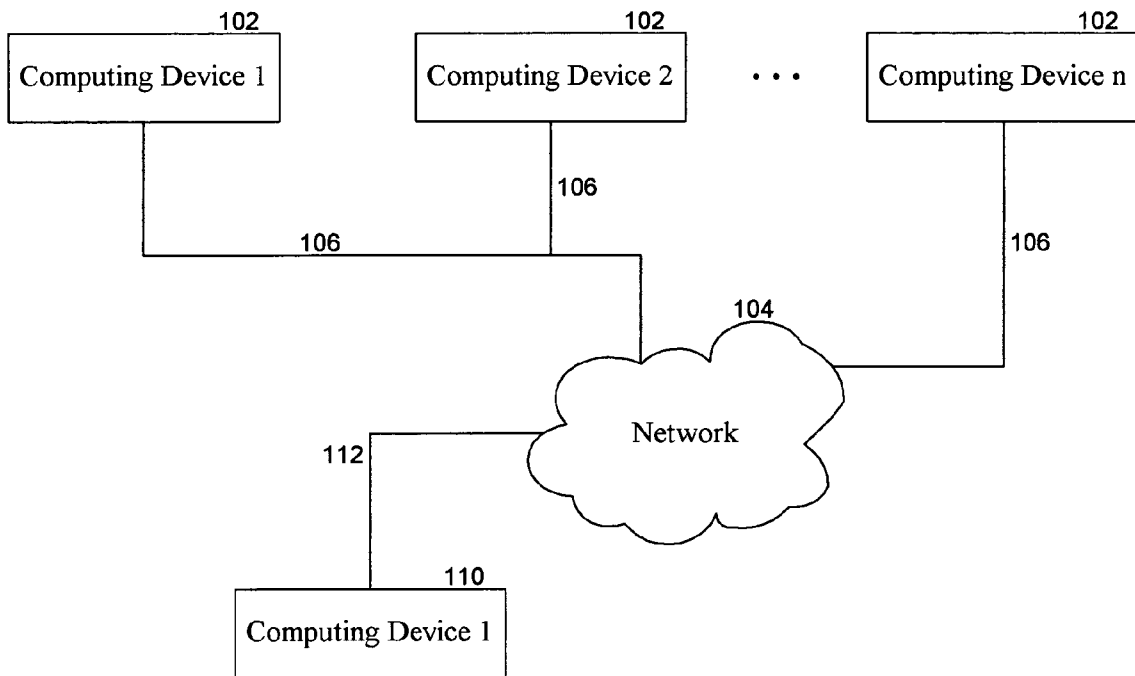 102
102
102
Computing Device 1
Computing Device 2
• • •
Computing Device n
106
106
106
104
Network
112
110
Computing Device 1